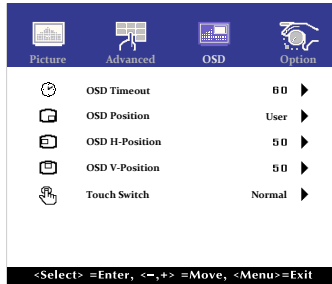 Picture Advanced OSD Option
OSD Timeout 60
OSD Position User
OSD H-Position 50
OSD V-Position 50
Touch Switch Normal
<Select> =Enter, <−,+> =Move, <Menu>=Exit